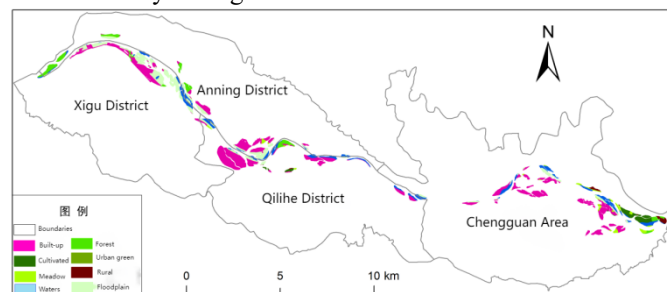 N
Anning District
Xigu District
Qilihe District
Chengguan Area
图 例
Boundaries
Built-up
Forest
Cultivated
Urban green
Meadow
Rural
Waters
Floodplain
0 5 10 km